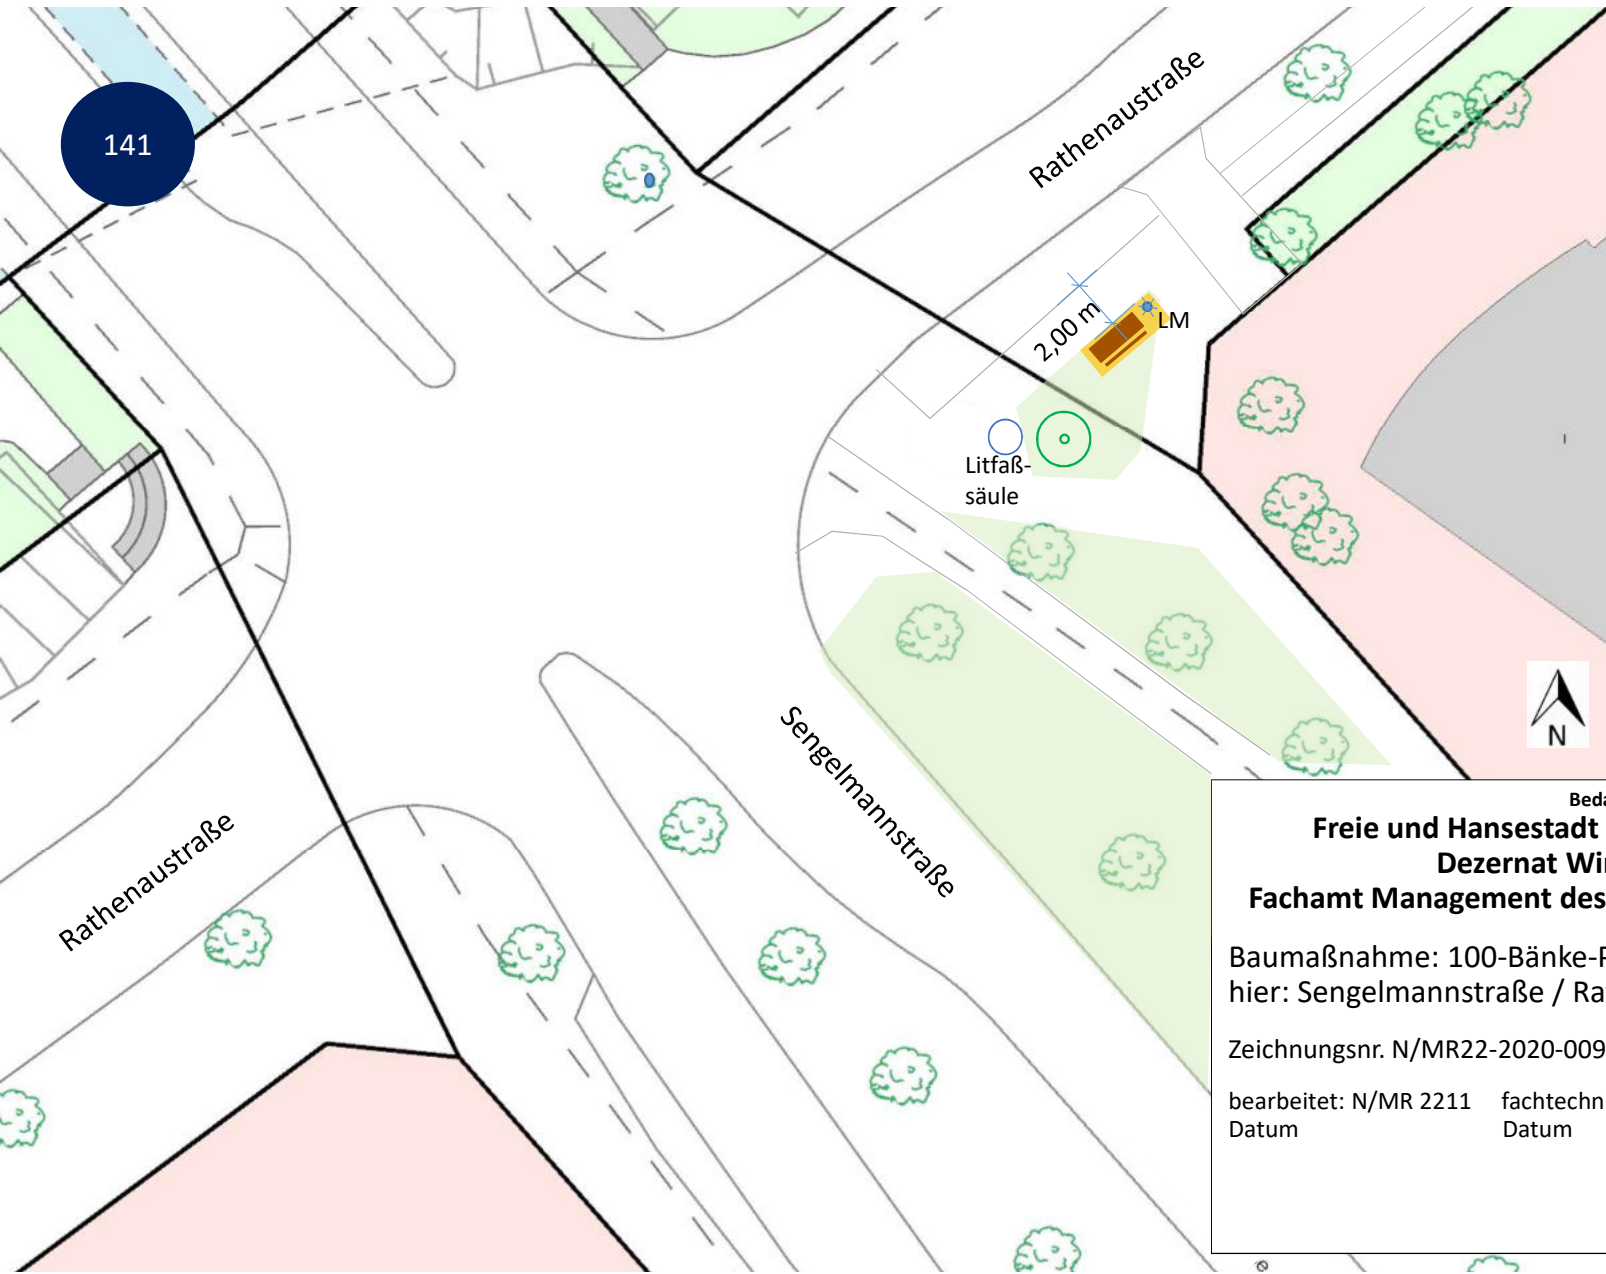 141
Rathenaustraße
2,00 m
LM
Litfaß-
säule
N
Sengelmannstraße
Rathenaustraße
Beda
Freie und Hansestadt
Dezernat Wi
Fachamt Management des
Baumaßnahme: 100-Bänke-P
hier: Sengelmannstraße / Ra
Zeichnungsnr. N/MR22-2020-009
bearbeitet: N/MR 2211 fachtechn
Datum Datum
e